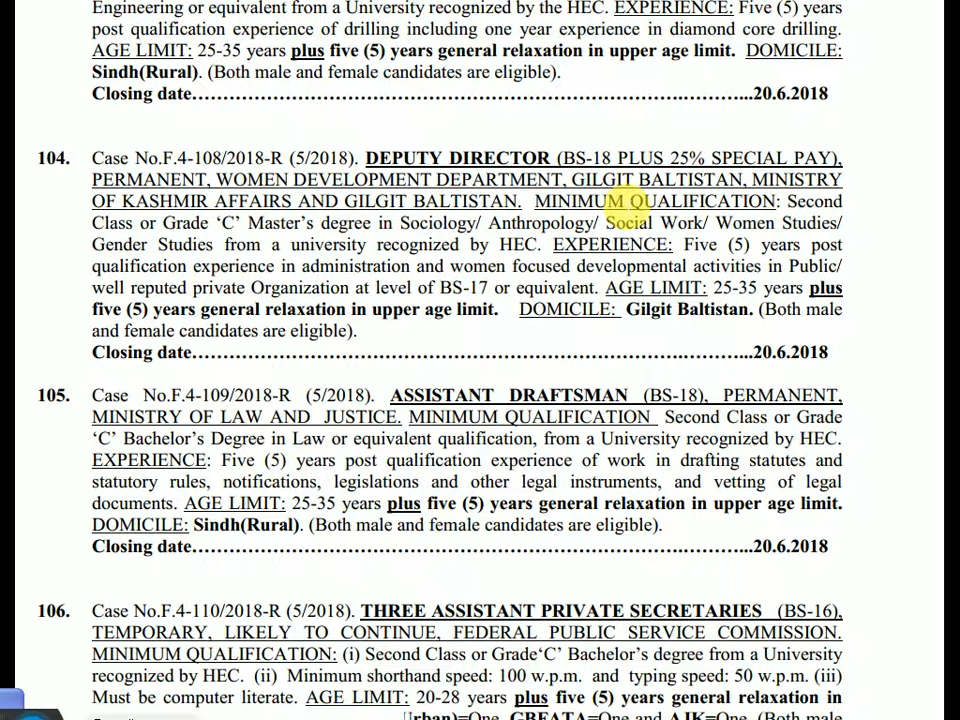 Engineering or equivalent from a University recognized by the HEC. EXPERIENCE: Five (5) years
post qualification experience of drilling including one year experience in diamond core drilling.
AGE LIMIT: 25-35 years plus five (5) years general relaxation in upper age limit. DOMICILE:
Sindh(Rural). (Both male and female candidates are eligible).
Closing date……………………………………………………………..………...20.6.2018
104. Case No.F.4-108/2018-R (5/2018). DEPUTY DIRECTOR (BS-18 PLUS 25% SPECIAL PAY),
PERMANENT, WOMEN DEVELOPMENT DEPARTMENT, GILGIT BALTISTAN, MINISTRY
OF KASHMIR AFFAIRS AND GILGIT BALTISTAN. MINIMUM QUALIFICATION: Second
Class or Grade ‘C’ Master’s degree in Sociology/ Anthropology/ Social Work/ Women Studies/
Gender Studies from a university recognized by HEC. EXPERIENCE: Five (5) years post
qualification experience in administration and women focused developmental activities in Public/
well reputed private Organization at level of BS-17 or equivalent. AGE LIMIT: 25-35 years plus
five (5) years general relaxation in upper age limit. DOMICILE: Gilgit Baltistan. (Both male
and female candidates are eligible).
Closing date……………………………………………………………..………...20.6.2018
105. Case No.F.4-109/2018-R (5/2018). ASSISTANT DRAFTSMAN (BS-18), PERMANENT,
MINISTRY OF LAW AND JUSTICE. MINIMUM QUALIFICATION Second Class or Grade
‘C’ Bachelor’s Degree in Law or equivalent qualification, from a University recognized by HEC.
EXPERIENCE: Five (5) years post qualification experience of work in drafting statutes and
statutory rules, notifications, legislations and other legal instruments, and vetting of legal
documents. AGE LIMIT: 25-35 years plus five (5) years general relaxation in upper age limit.
DOMICILE: Sindh(Rural). (Both male and female candidates are eligible).
Closing date……………………………………………………………..………...20.6.2018
106. Case No.F.4-110/2018-R (5/2018). THREE ASSISTANT PRIVATE SECRETARIES (BS-16),
TEMPORARY, LIKELY TO CONTINUE, FEDERAL PUBLIC SERVICE COMMISSION.
MINIMUM QUALIFICATION: (i) Second Class or Grade‘C’ Bachelor’s degree from a University
recognized by HEC. (ii) Minimum shorthand speed: 100 w.p.m. and typing speed: 50 w.p.m. (iii)
Must be computer literate. AGE LIMIT: 20-28 years plus five (5) years general relaxation in
rban)=One, GBFATA=One and AJK=One. (Both male